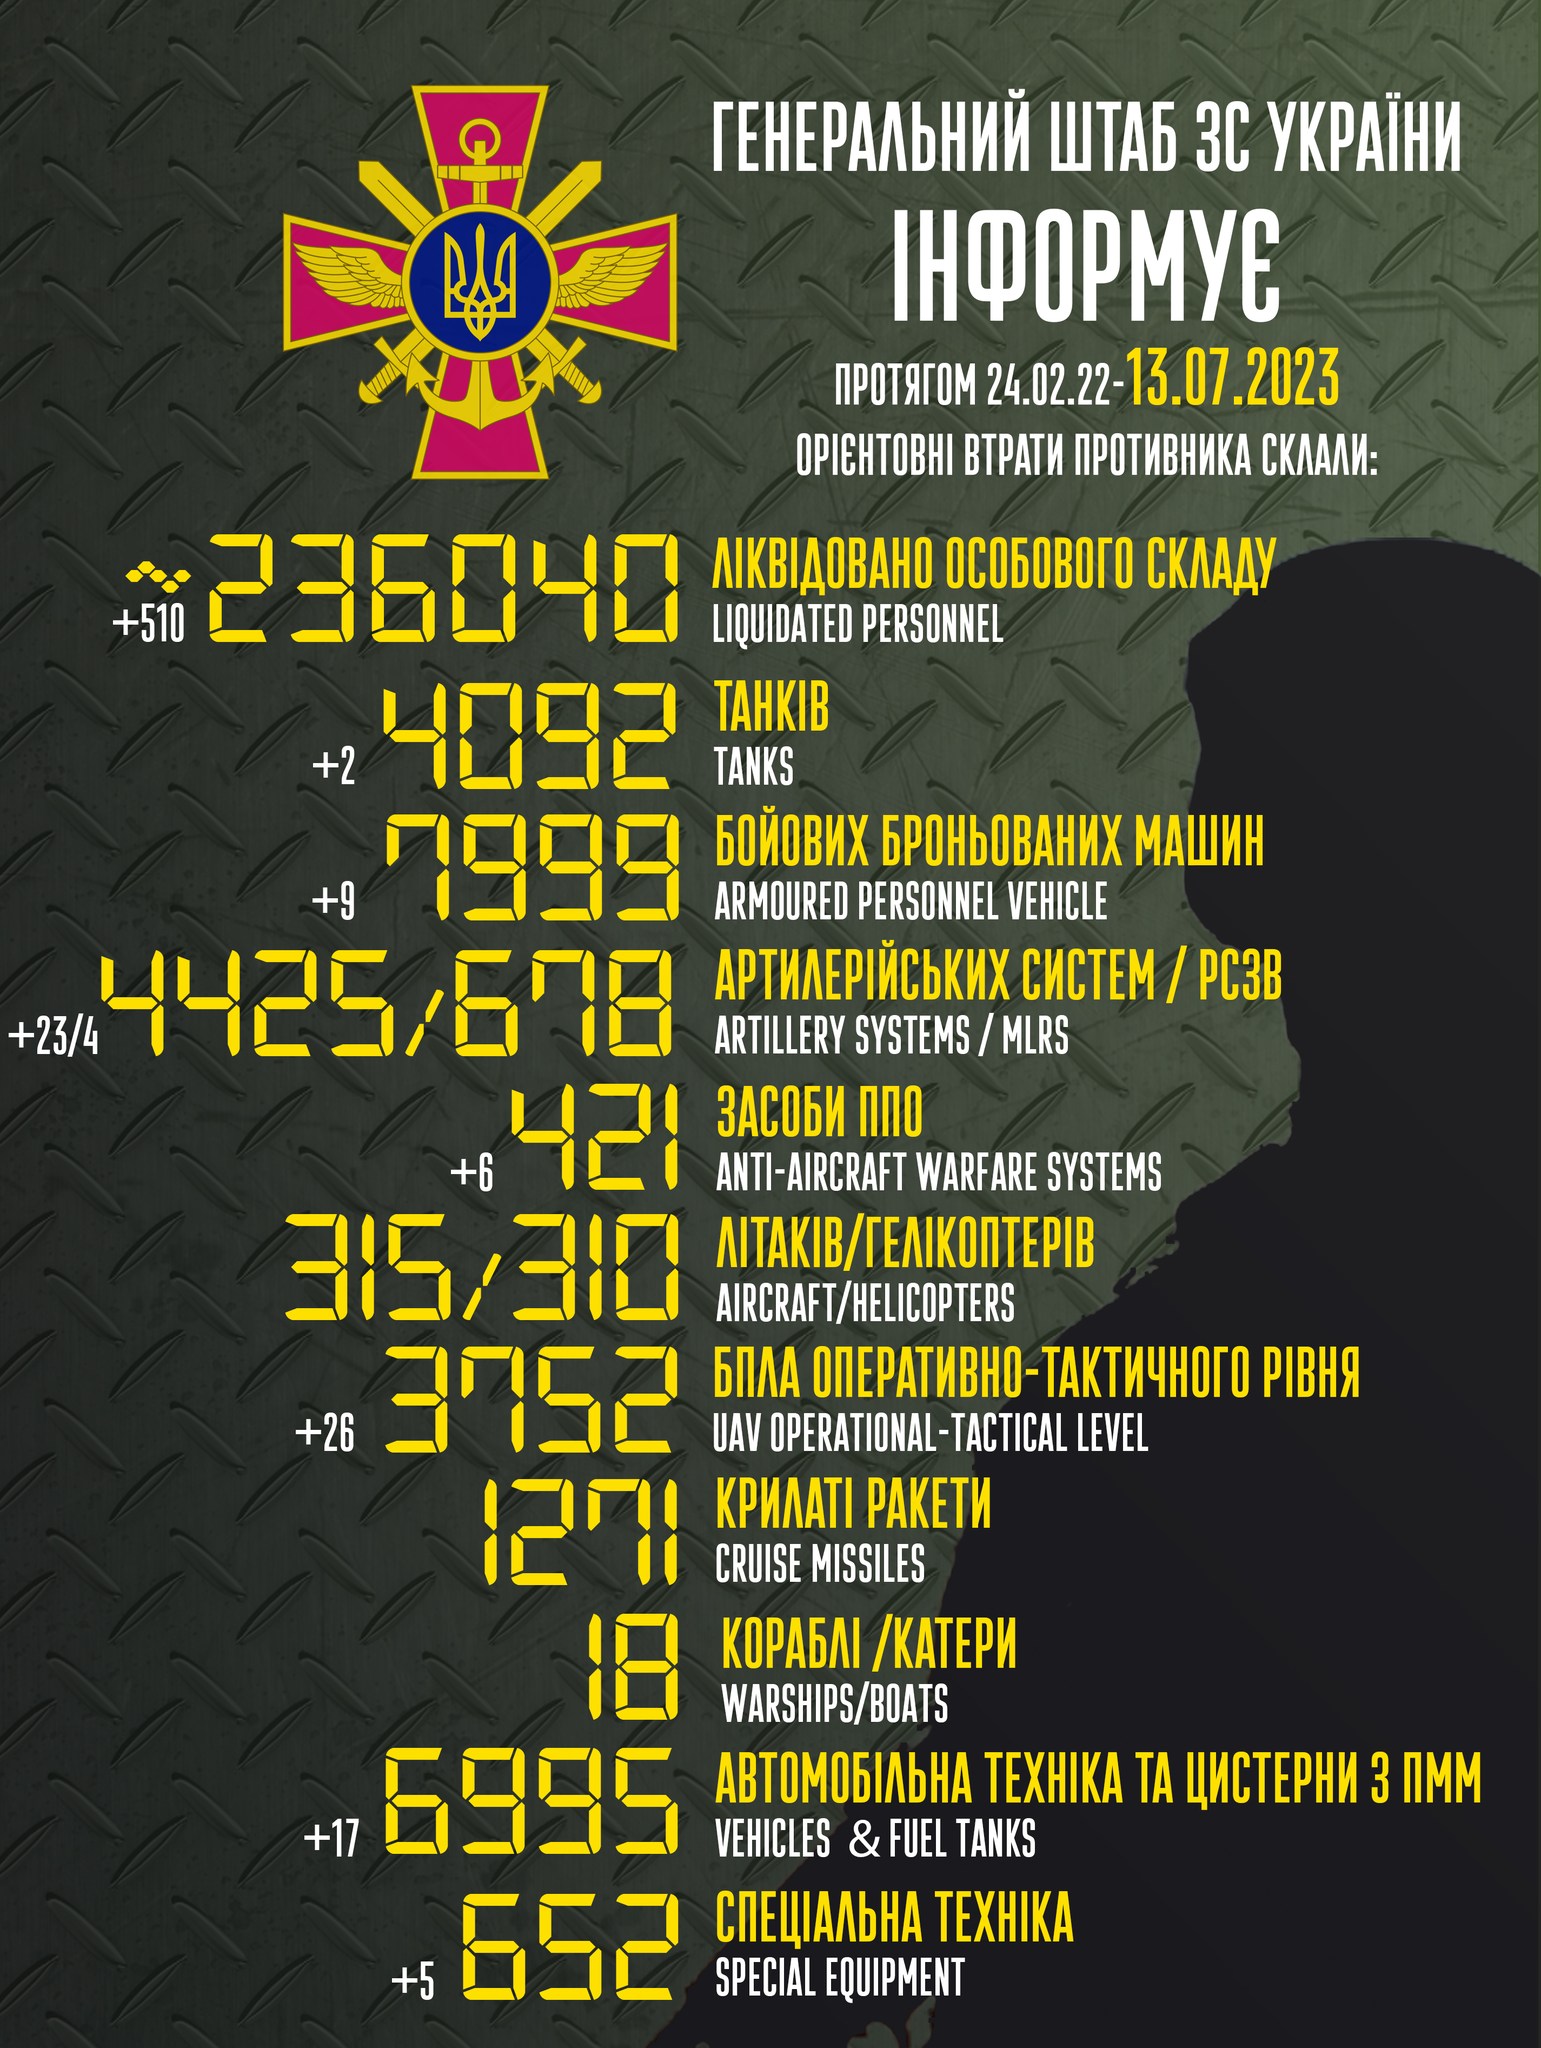 ГЕНЕРАЛЬНИЙ ШТАБ ЗС УКРАЇНИ
ІНФОРМУЄ
ПРОТЯГОМ 24.02.22-13.07.2023
ОРІЄНТОВНІ ВТРАТИ ПРОТИВНИКА СКЛАЛИ:
~236040 ЛІКВІДОВАНО ОСОБОВОГО СКЛАДУ
+510 LIQUIDATED PERSONNEL
4092 ТАНКІВ
+2 TANKS
7999 БОЙОВИХ БРОНЬОВАНИХ МАШИН
+9 ARMOURED PERSONNEL VEHICLE
4425/678 АРТИЛЕРІЙСЬКИХ СИСТЕМ / РСЗВ
+23/4 ARTILLERY SYSTEMS / MLRS
421 ЗАСОБИ ППО
+6 ANTI-AIRCRAFT WARFARE SYSTEMS
315/310 ЛІТАКІВ/ГЕЛІКОПТЕРІВ
AIRCRAFT/HELICOPTERS
3752 БПЛА ОПЕРАТИВНО-ТАКТИЧНОГО РІВНЯ
+26 UAV OPERATIONAL-TACTICAL LEVEL
1271 КРИЛАТІ РАКЕТИ
CRUISE MISSILES
18 КОРАБЛІ /КАТЕРИ
WARSHIPS/BOATS
6995 АВТОМОБІЛЬНА ТЕХНІКА ТА ЦИСТЕРНИ З ПММ
+17 VEHICLES & FUEL TANKS
652 СПЕЦІАЛЬНА ТЕХНІКА
+5 SPECIAL EQUIPMENT